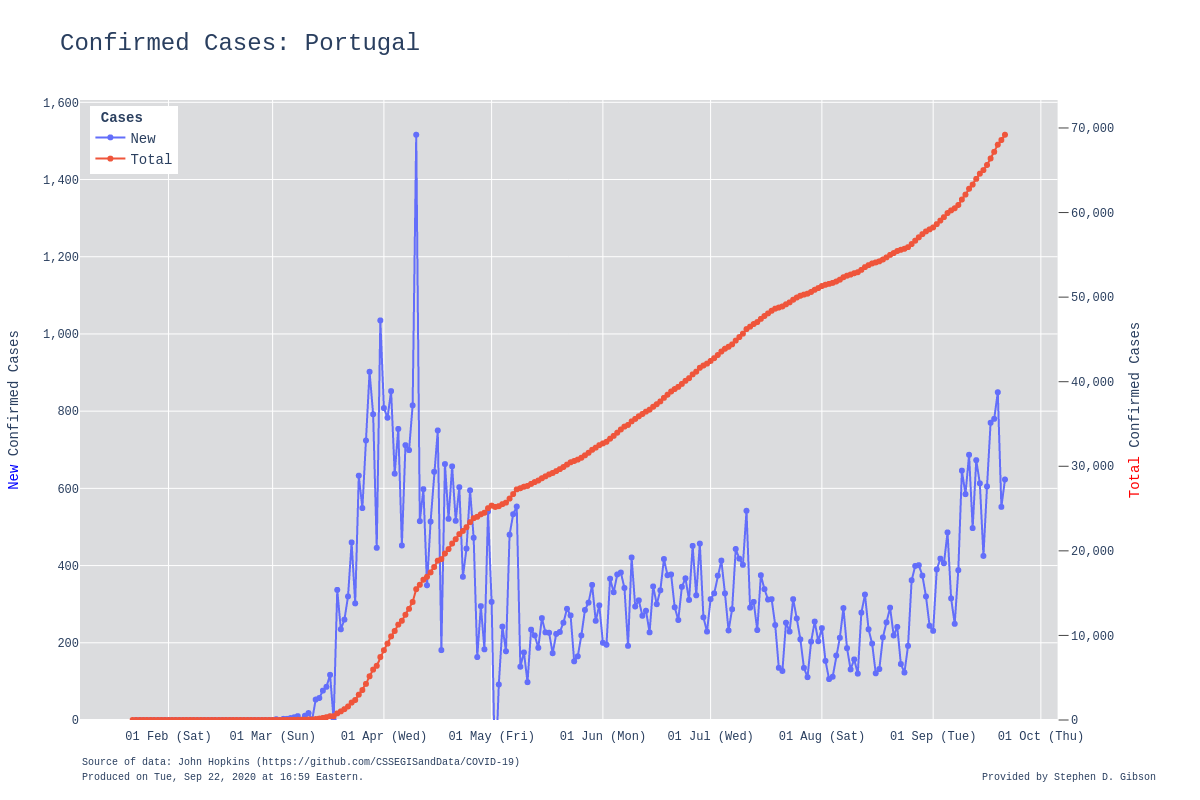 Confirmed Cases: Portugal
Cases
New
Total
1,600
1,400
1,200
1,000
800
600
400
200
0
70,000
60,000
50,000
40,000
30,000
20,000
10,000
0
New Confirmed Cases
Total Confirmed Cases
01 Feb (Sat) 01 Mar (Sun) 01 Apr (Wed) 01 May (Fri) 01 Jun (Mon) 01 Jul (Wed) 01 Aug (Sat) 01 Sep (Tue) 01 Oct (Thu)
Source of data: John Hopkins (https://github.com/CSSEGISandData/COVID-19)
Produced on Tue, Sep 22, 2020 at 16:59 Eastern.
Provided by Stephen D. Gibson